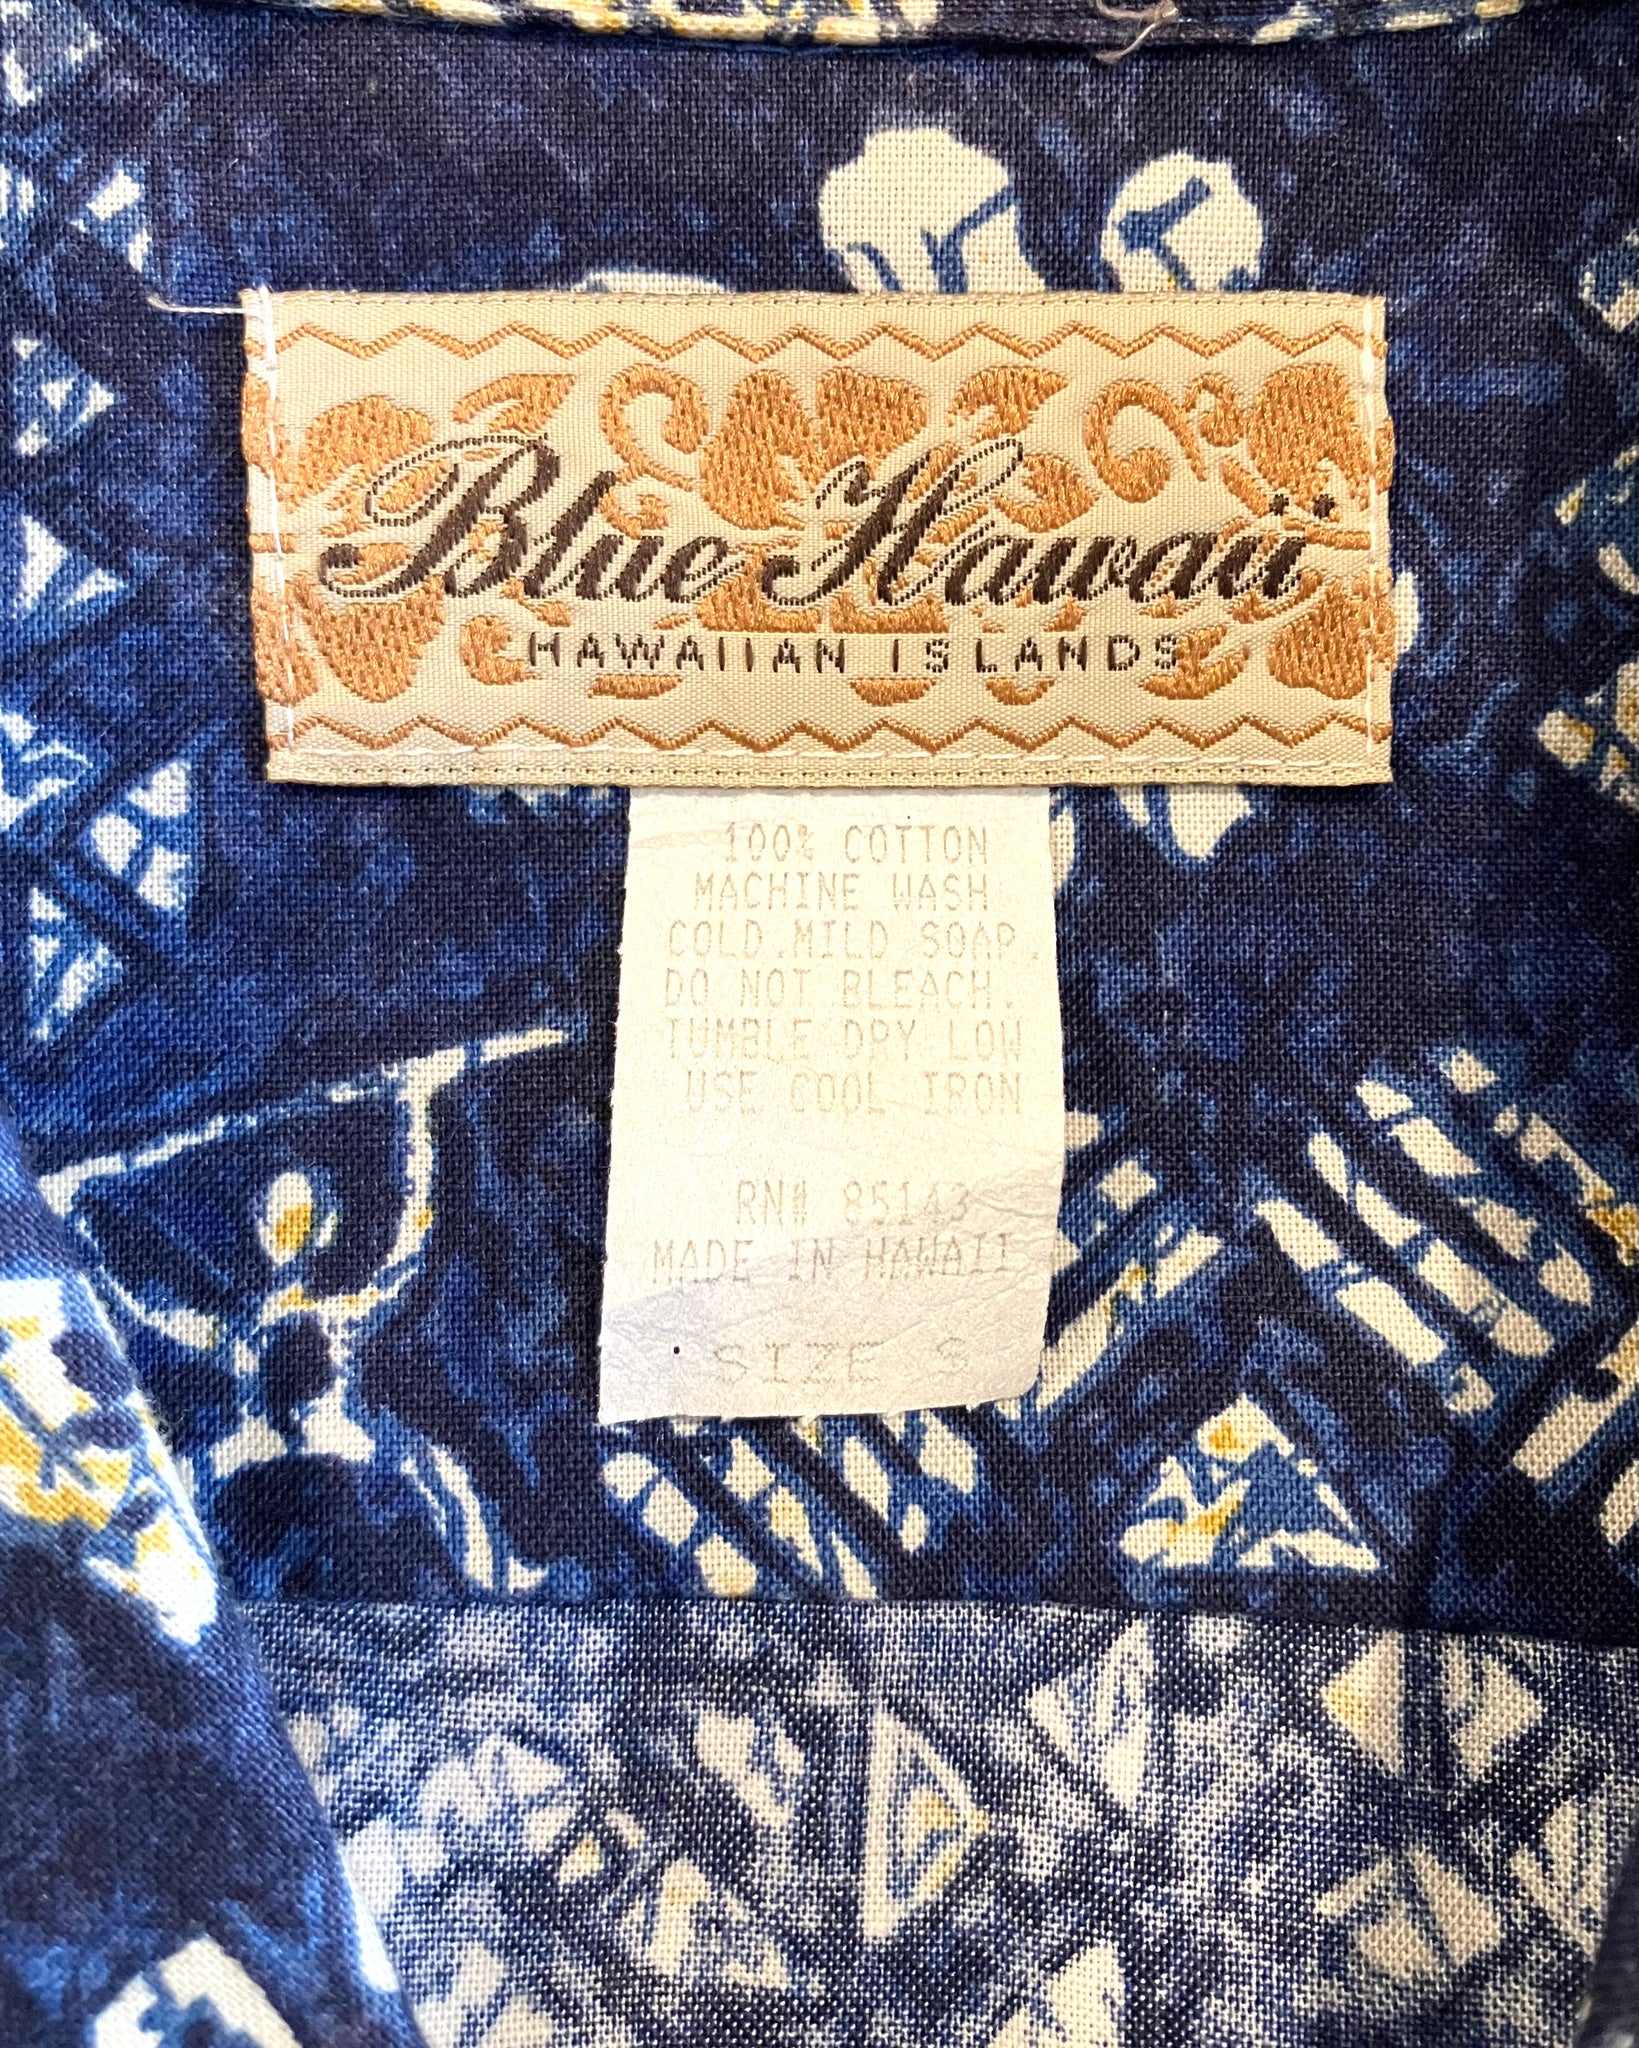 Blue Hawaii
HAWAIIAN ISLANDS
100% COTTON
MACHINE WASH
COLD.MILD SOAP.
DO NOT BLEACH.
TUMBLE DRY LOW
USE COOL IRON
RN# 85143
MADE IN HAWAII
SIZE S